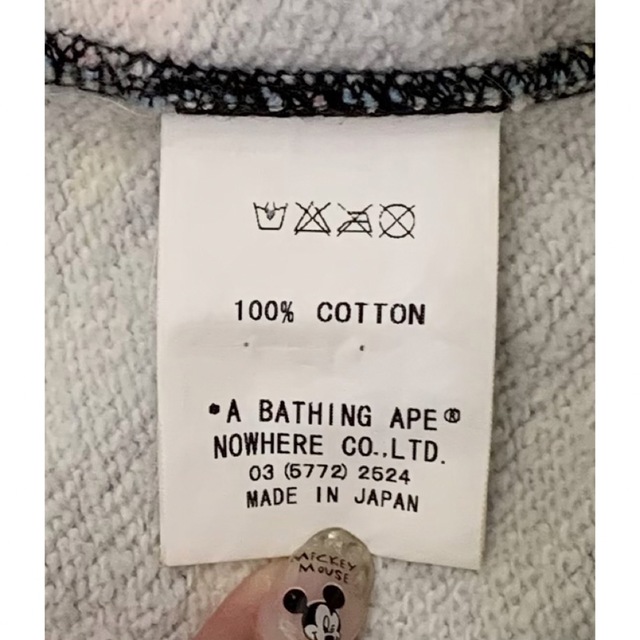 100% COTTON
*A BATHING APE®
NOWHERE CO.,LTD.
03 (5772) 2524
MADE IN JAPAN
MICKEY
MOUSE